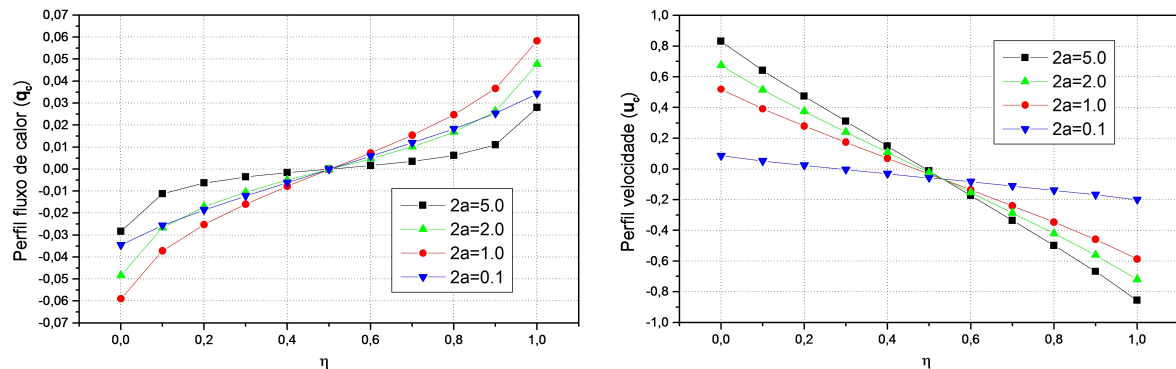 Perfil fluxo de calor (qc)
0,07
0,06
0,05
0,04
0,03
0,02
0,01
0,00
-0,01
-0,02
-0,03
-0,04
-0,05
-0,06
-0,07
0,0 0,2 0,4 0,6 0,8 1,0
η
2a=5.0
2a=2.0
2a=1.0
2a=0.1
Perfil velocidade (uc)
1,0
0,8
0,6
0,4
0,2
0,0
-0,2
-0,4
-0,6
-0,8
-1,0
0,0 0,2 0,4 0,6 0,8 1,0
η
2a=5.0
2a=2.0
2a=1.0
2a=0.1